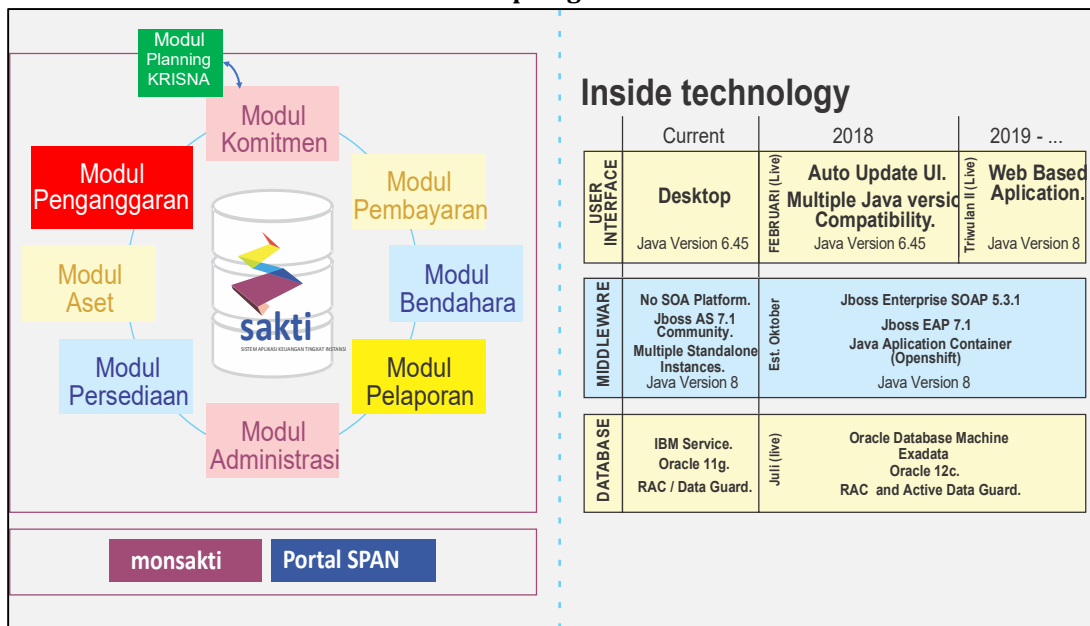 Modul
Planning
KRISNA
Modul
Komitmen
Modul
Penganggaran
Modul
Pembayaran
Modul
Aset
Modul
Bendahara
Modul
Persediaan
Modul
Pelaporan
Modul
Administrasi
sakti
SISTEM APLIKASI KEUANGAN TINGKAT INSTANSI
monsakti
Portal SPAN
Inside technology
Current
2018
2019 - ...
USER
INTERFACE
Desktop
Java Version 6.45
FEBRUARI (Live)
Auto Update UI.
Multiple Java versic
Compatibility.
Java Version 6.45
Triwulan II (Live)
Web Based
Aplication.
Java Version 8
MIDDLEWARE
No SOA Platform.
Jboss AS 7.1
Community.
Multiple Standalone
Instances.
Java Version 8
Est. Oktober
Jboss Enterprise SOAP 5.3.1
Jboss EAP 7.1
Java Aplication Container
(Openshift)
Java Version 8
DATABASE
IBM Service.
Oracle 11g.
RAC / Data Guard.
Juli (live)
Oracle Database Machine
Exadata
Oracle 12c.
RAC and Active Data Guard.